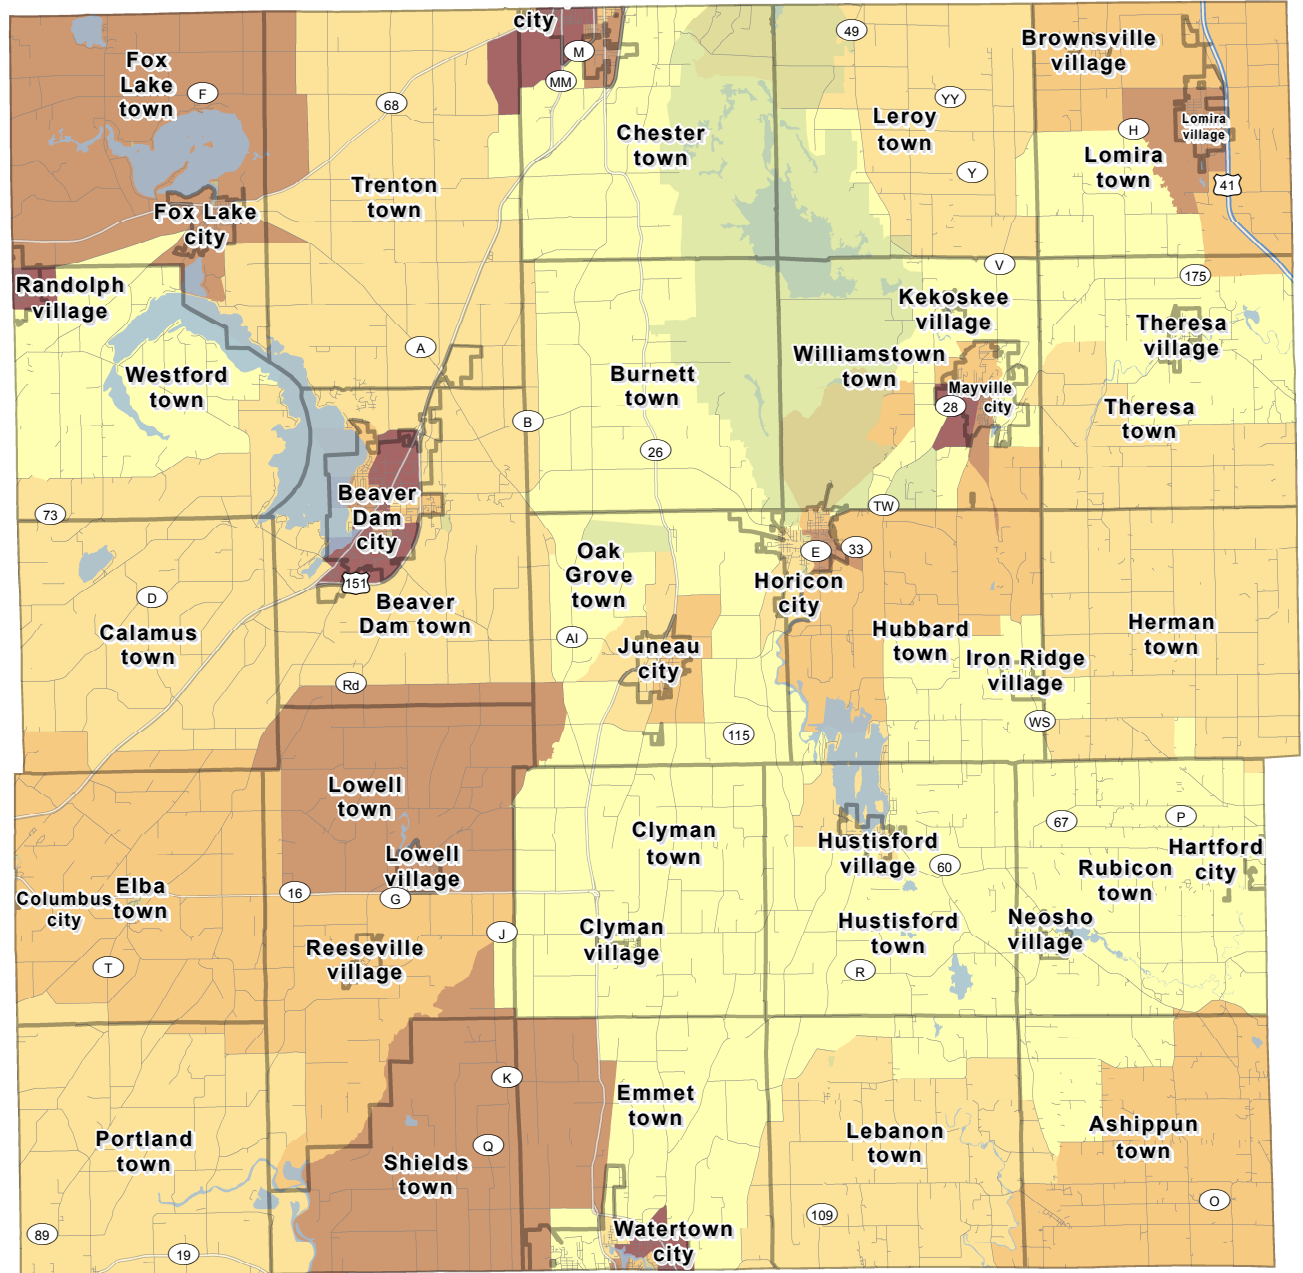 city
M
MM
49
Brownsville
village
Fox
Lake
town
F
68
YY
Leroy
town
H
Lomira
village
Chester
town
Lomira
town
Y
41
Trenton
town
Fox Lake
city
V
175
Randolph
village
Kekoskee
village
Theresa
village
A
Williamstown
town
Westford
town
Burnett
town
Mayville
city
28
Theresa
town
B
26
Beaver
Dam
city
73
TW
E
33
Oak
Grove
town
151
Horicon
city
D
Beaver
Dam town
Calamus
town
AI
Juneau
city
Hubbard
town
Iron Ridge
village
Herman
town
Rd
WS
115
Lowell
town
67
P
Clyman
town
Hustisford
village
Hartford
city
Lowell
village
60
Rubicon
town
Columbus
city
Elba
town
16
G
Clyman
village
Hustisford
town
Neosho
village
J
Reeseville
village
T
R
K
Emmet
town
Ashippun
town
Lebanon
town
Portland
town
Q
Shields
town
O
109
89
19
Watertown
city